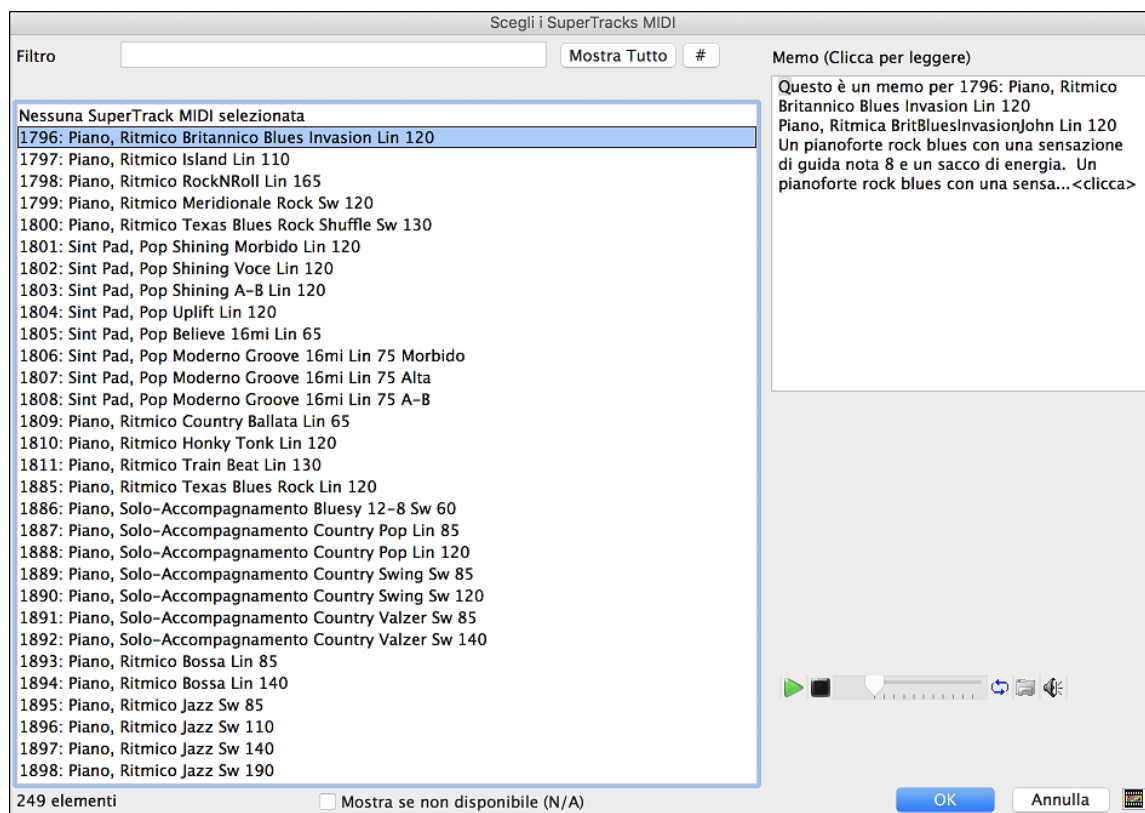 Scegli i SuperTracks MIDI
Filtro
Mostra Tutto
#
Nessuna SuperTrack MIDI selezionata
1796: Piano, Ritmico Britannico Blues Invasion Lin 120
1797: Piano, Ritmico Island Lin 110
1798: Piano, Ritmico RockNRoll Lin 165
1799: Piano, Ritmico Meridionale Rock Sw 120
1800: Piano, Ritmico Texas Blues Rock Shuffle Sw 130
1801: Sint Pad, Pop Shining Morbido Lin 120
1802: Sint Pad, Pop Shining Voce Lin 120
1803: Sint Pad, Pop Shining A-B Lin 120
1804: Sint Pad, Pop Uplift Lin 120
1805: Sint Pad, Pop Believe 16mi Lin 65
1806: Sint Pad, Pop Moderno Groove 16mi Lin 75 Morbido
1807: Sint Pad, Pop Moderno Groove 16mi Lin 75 Alta
1808: Sint Pad, Pop Moderno Groove 16mi Lin 75 A-B
1809: Piano, Ritmico Country Ballata Lin 65
1810: Piano, Ritmico Honky Tonk Lin 120
1811: Piano, Ritmico Train Beat Lin 130
1885: Piano, Ritmico Texas Blues Rock Lin 120
1886: Piano, Solo-Accompagnamento Bluesy 12-8 Sw 60
1887: Piano, Solo-Accompagnamento Country Pop Lin 85
1888: Piano, Solo-Accompagnamento Country Pop Lin 120
1889: Piano, Solo-Accompagnamento Country Swing Sw 85
1890: Piano, Solo-Accompagnamento Country Swing Sw 120
1891: Piano, Solo-Accompagnamento Country Valzer Sw 85
1892: Piano, Solo-Accompagnamento Country Valzer Sw 140
1893: Piano, Ritmico Bossa Lin 85
1894: Piano, Ritmico Bossa Lin 140
1895: Piano, Ritmico Jazz Sw 85
1896: Piano, Ritmico Jazz Sw 110
1897: Piano, Ritmico Jazz Sw 140
1898: Piano, Ritmico Jazz Sw 190
249 elementi
Mostra se non disponibile (N/A)
Memo (Clicca per leggere)
Questo è un memo per 1796: Piano, Ritmico
Britannico Blues Invasion Lin 120
Piano, Ritmica BritBluesInvasionJohn Lin 120
Un pianoforte rock blues con una sensazione
di guida nota 8 e un sacco di energia.  Un
pianoforte rock blues con una sensa...<clicca>
OK
Annulla